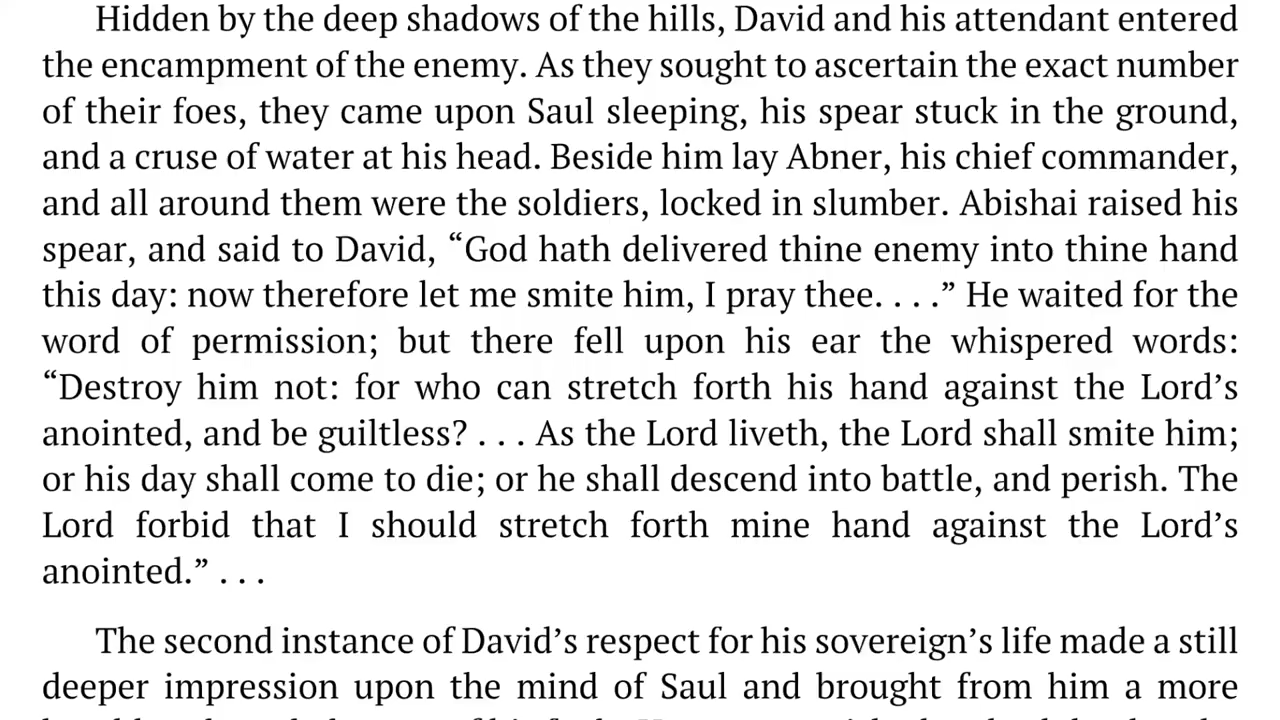 Hidden by the deep shadows of the hills, David and his attendant entered
the encampment of the enemy. As they sought to ascertain the exact number
of their foes, they came upon Saul sleeping, his spear stuck in the ground,
and a cruse of water at his head. Beside him lay Abner, his chief commander,
and all around them were the soldiers, locked in slumber. Abishai raised his
spear, and said to David, “God hath delivered thine enemy into thine hand
this day: now therefore let me smite him, I pray thee. . . .” He waited for the
word of permission; but there fell upon his ear the whispered words:
“Destroy him not: for who can stretch forth his hand against the Lord’s
anointed, and be guiltless? . . . As the Lord liveth, the Lord shall smite him;
or his day shall come to die; or he shall descend into battle, and perish. The
Lord forbid that I should stretch forth mine hand against the Lord’s
anointed.” . . .
The second instance of David’s respect for his sovereign’s life made a still
deeper impression upon the mind of Saul and brought from him a more